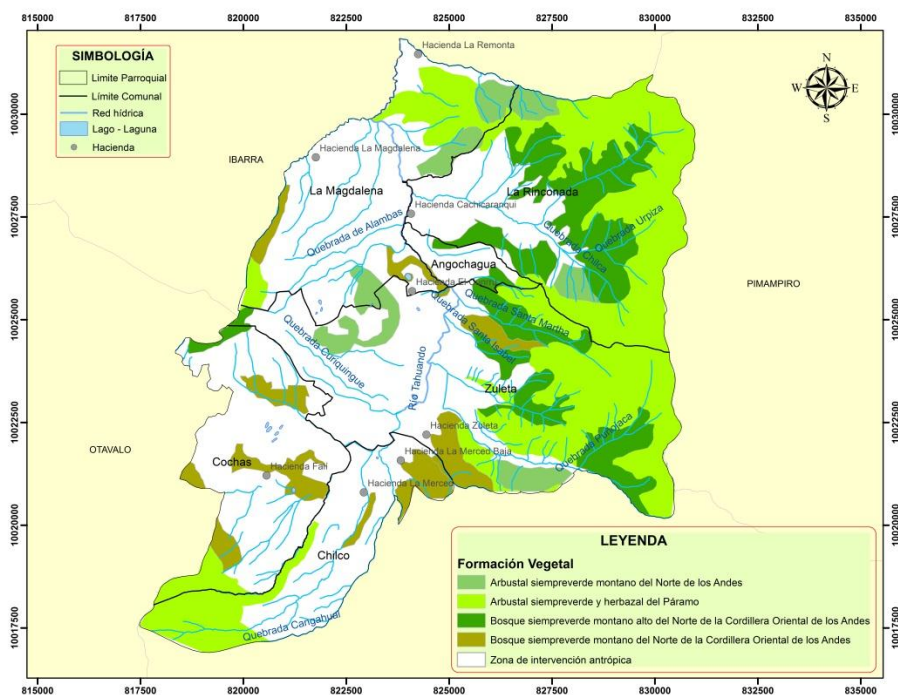 815000 817500 820000 822500 825000 827500 830000 832500 835000
SIMBOLOGÍA
Limite Parroquial
Límite Comunal
Red hídrica
Lago - Laguna
Hacienda
Hacienda La Remonta
N
W E
S
10030000
10030000
IBARRA
Hacienda La Magdalena
La Magdalena
La Rinconada
Hacienda Cachicaranqui
10027500
10027500
Quebrada de Alambas
Quebrada Chilca
Quebrada Urpiza
Angochagua
PIMAMPIRO
Quebrada Santa Martha
10025000
10025000
Quebrada Santa Isabel
Quebrada Curiquingue
Río Tahuando
Zuleta
10022500
10022500
Hacienda Zuleta
OTAVALO
Quebrada Puñojaca
Hacienda La Merced Baja
Cochas
Hacienda La Merced
10020000
10020000
Chilco
Quebrada Cangahual
10017500
10017500
LEYENDA
Formación Vegetal
Arbustal siempreverde montano del Norte de los Andes
Arbustal siempreverde y herbazal del Páramo
Bosque siempreverde montano alto del Norte de la Cordillera Oriental de los Andes
Bosque siempreverde montano del Norte de la Cordillera Oriental de los Andes
Zona de intervención antrópica
815000 817500 820000 822500 825000 827500 830000 832500 835000